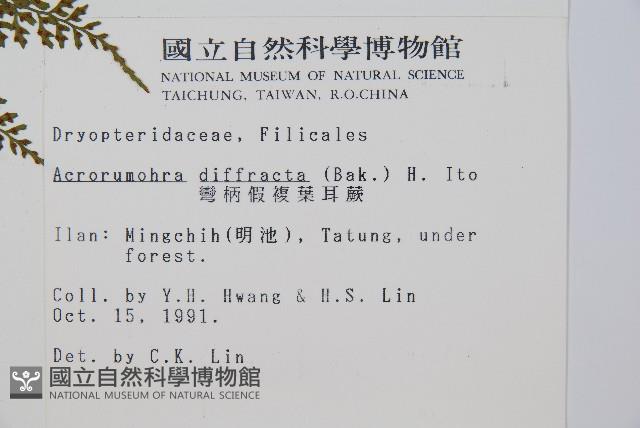 國立自然科學博物館
NATIONAL MUSEUM OF NATURAL SCIENCE
TAICHUNG, TAIWAN, R.O.CHINA
Dryopteridaceae, Filicales
Acrorumohra diffracta (Bak.) H. Ito
彎柄假複葉耳蕨
Ilan: Mingchih(明池), Tatung, under
forest.
Coll. by Y.H. Hwang & H.S. Lin
Oct. 15, 1991.
Det. by C.K. Lin
國立自然科學博物館
NATIONAL MUSEUM OF NATURAL SCIENCE